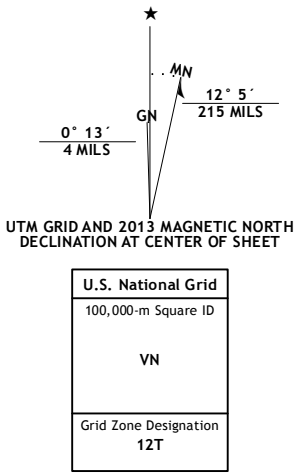 ★
MN
12° 5´
215 MILS
GN
0° 13´
4 MILS
UTM GRID AND 2013 MAGNETIC NORTH
DECLINATION AT CENTER OF SHEET
U.S. National Grid
100,000-m Square ID
VN
Grid Zone Designation
12T